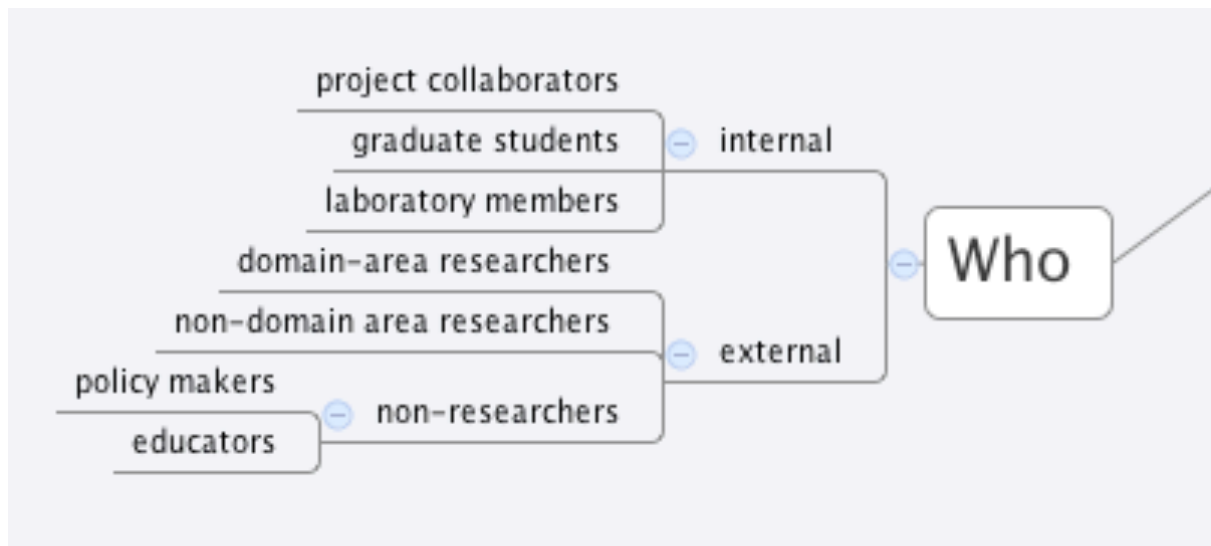 project collaborators
graduate students
internal
laboratory members
domain-area researchers
Who
non-domain area researchers
external
policy makers
non-researchers
educators